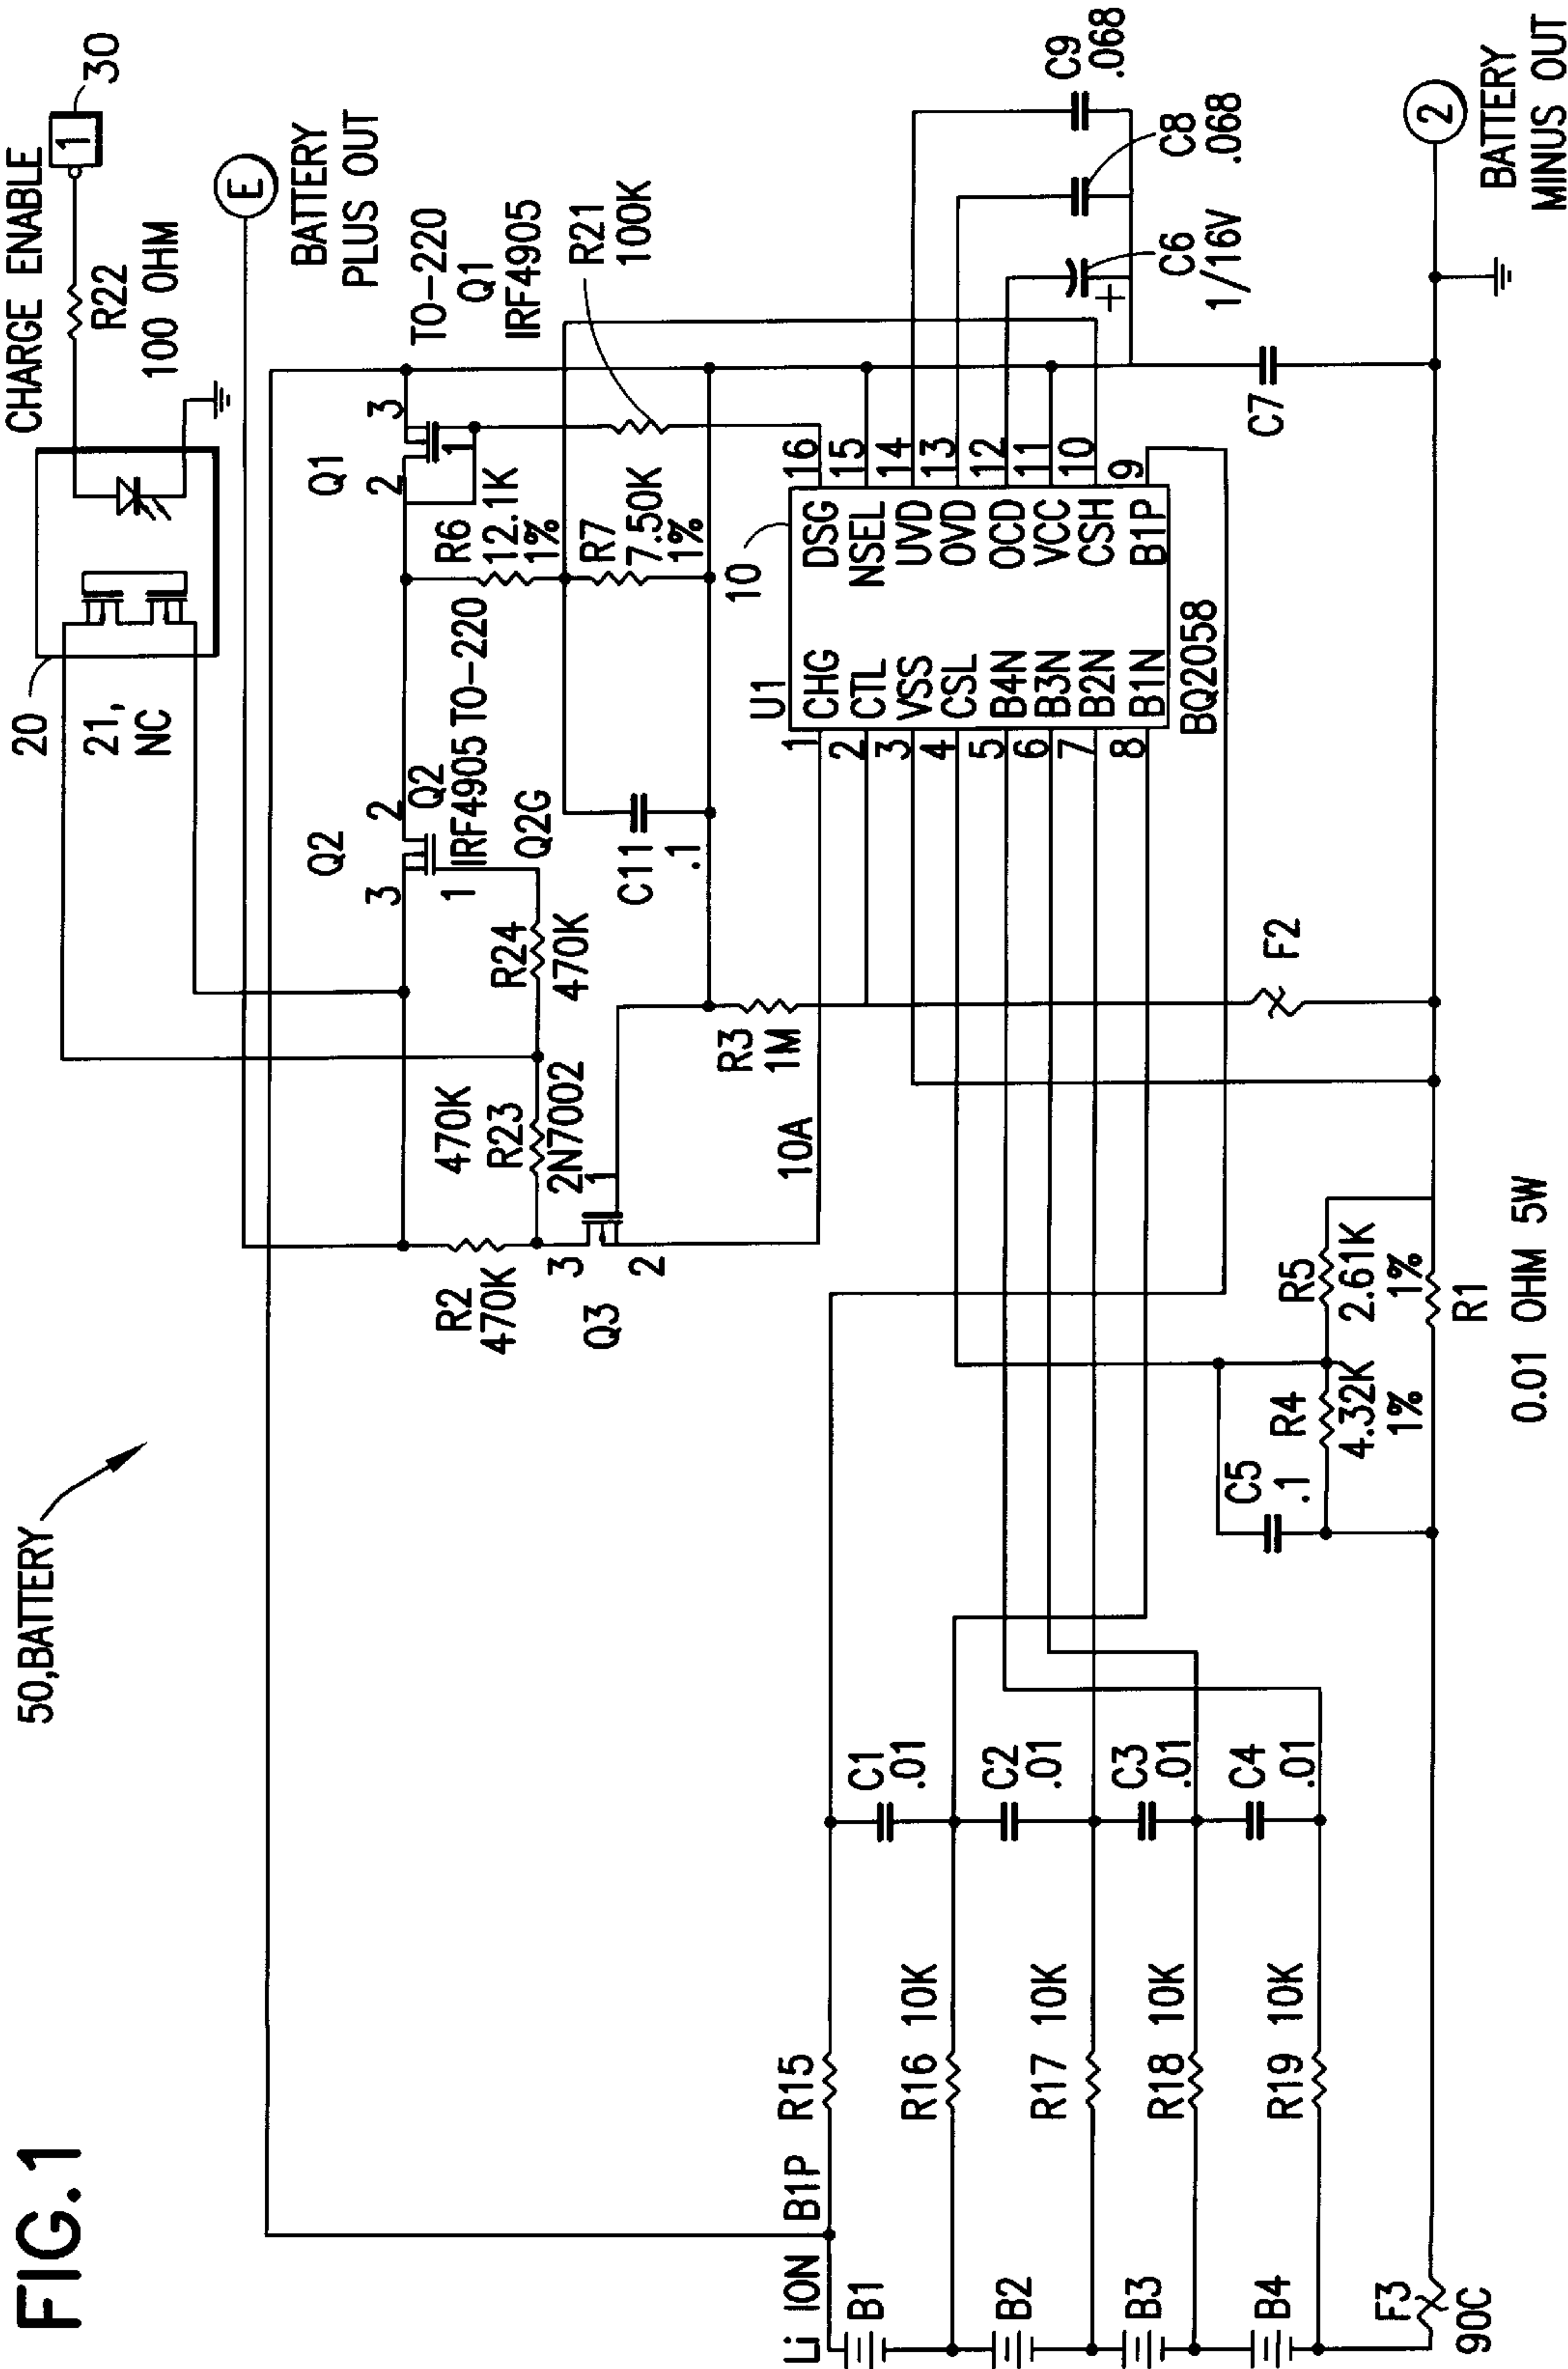 FIG.1
50,BATTERY
CHARGE ENABLE
1
30
R22
100 OHM
20
21,
NC
E
BATTERY
PLUS OUT
TO-220
Q1
IRF4905
R21
100K
Q1
3
2
1
R6
12.1K
1%
R7
7.50K
1%
Q2
3
2
1
Q2
IRF4905 TO-220
Q2G
R24
470K
470K
R23
2N7002
R2
470K
Q3
3
1
2
C11
.1
R3
1M
10A
10
U1
1 CHG
2 CTL
3 VSS
4 CSL
5 B4N
6 B3N
7 B2N
8 B1N
DSG 16
NSEL 15
UVD 14
OVD 13
OCD 12
VCC 11
CSH 10
B1P 9
BQ2058
C9
.068
C8
.068
C6
1/16V
+
C7
F2
2
BATTERY
MINUS OUT
Li ION B1P
R15
B1
B2
B3
B4
R16 10K
R17 10K
R18 10K
R19 10K
C1
.01
C2
.01
C3
.01
C4
.01
C5
.1
R4
4.32K
1%
R5
2.61K
1%
R1
0.01 OHM 5W
F3
90C